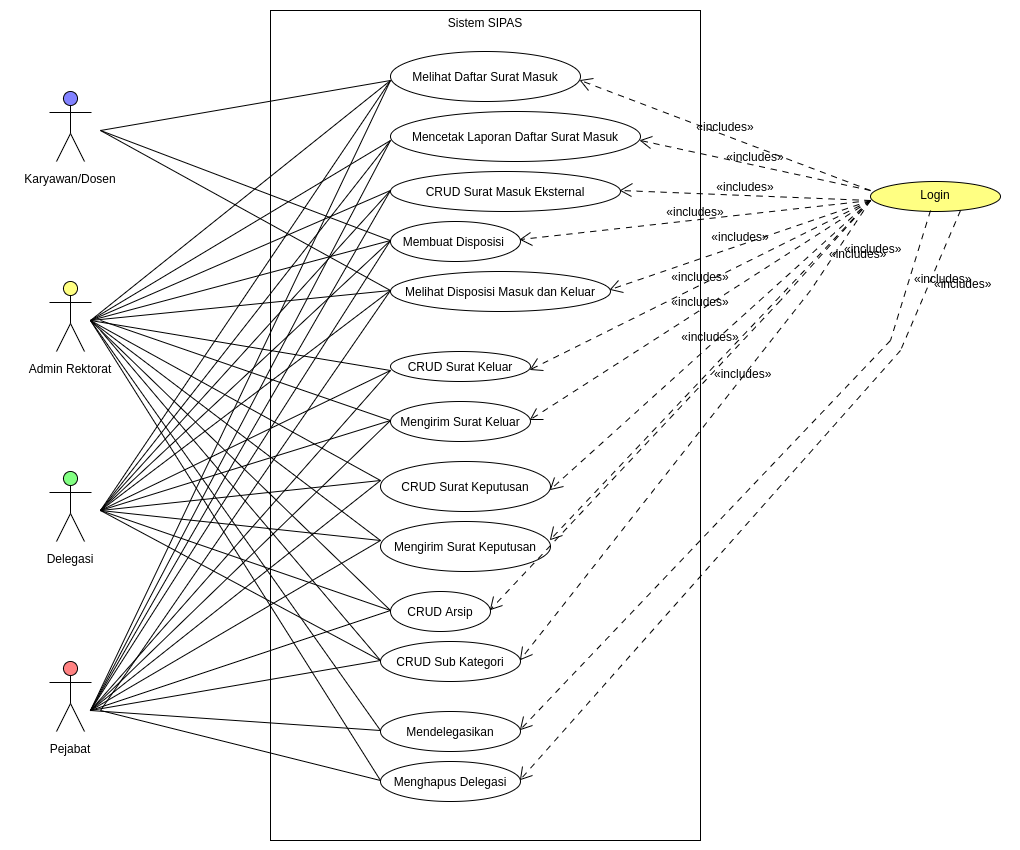 Sistem SIPAS
Melihat Daftar Surat Masuk
Mencetak Laporan Daftar Surat Masuk
CRUD Surat Masuk Eksternal
Membuat Disposisi
Melihat Disposisi Masuk dan Keluar
CRUD Surat Keluar
Mengirim Surat Keluar
CRUD Surat Keputusan
Mengirim Surat Keputusan
CRUD Arsip
CRUD Sub Kategori
Mendelegasikan
Menghapus Delegasi
Karyawan/Dosen
Admin Rektorat
Delegasi
Pejabat
Login
«includes»
«includes»
«includes»
«includes»
«includes»
«includes»
«includes»
«includes»
«includes»
«includes»
«includes»
«includes»
«includes»